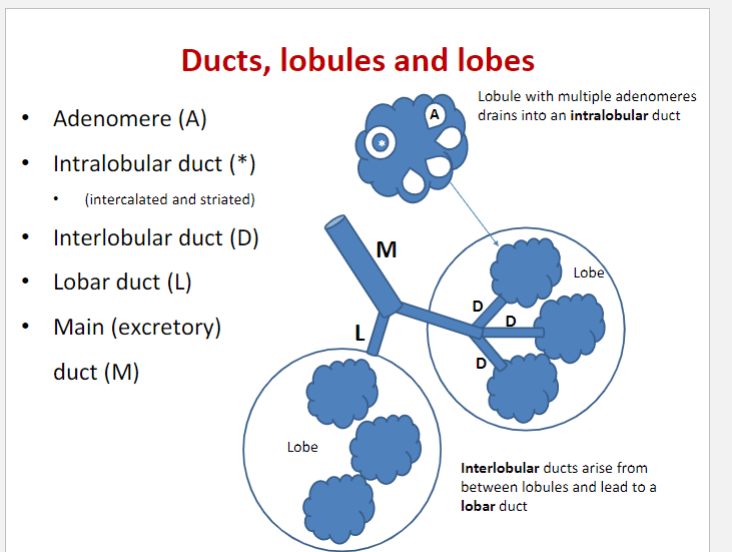 Ducts, lobules and lobes
• Adenomere (A)
• Intralobular duct (*)
• (intercalated and striated)
• Interlobular duct (D)
• Lobar duct (L)
• Main (excretory)
duct (M)
Lobule with multiple adenomeres
drains into an intralobular duct
A
*
M
Lobe
D
D
L
D
Lobe
Interlobular ducts arise from
between lobules and lead to a
lobar duct